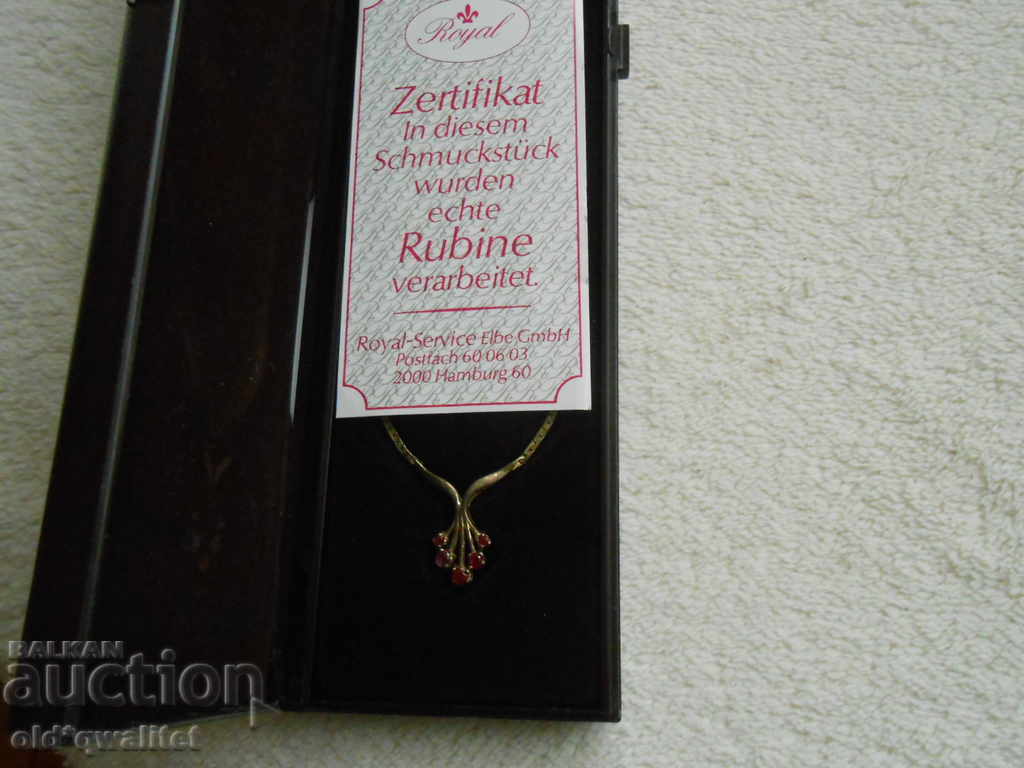 Royal
Zertifikat
In diesem
Schmuckstück
wurden
echte
Rubine
verarbeitet.
Royal-Service Elbe GmbH
Postfach 60 06 03
2000 Hamburg 60
BALKAN
auction
old*qwalitet